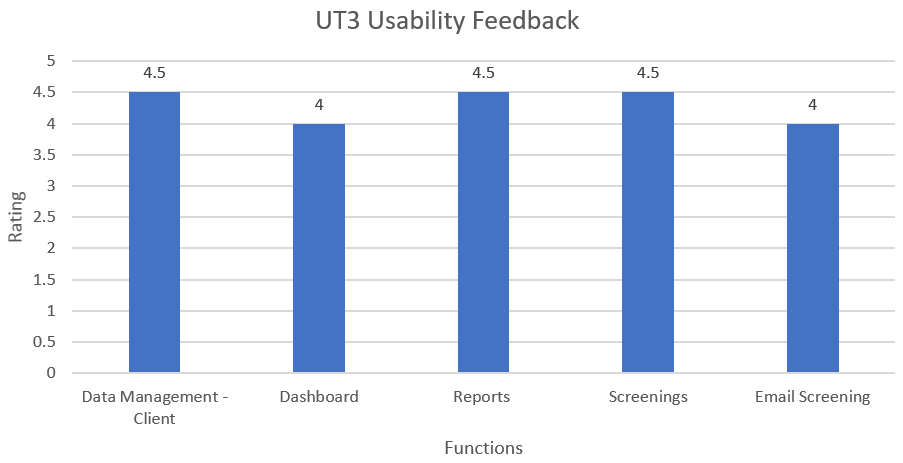 UT3 Usability Feedback
5
4.5
4
3.5
3
2.5
2
1.5
1
0.5
0
Rating
4.5
4
4.5
4.5
4
Data Management -
Client
Dashboard
Reports
Screenings
Email Screening
Functions